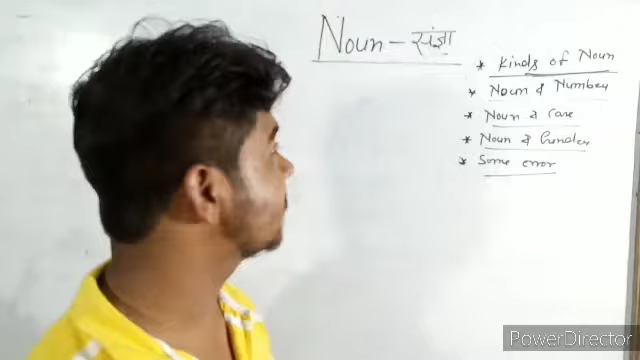 Noun - संज्ञा
* Kinds of Noun
* Noun & Number
* Noun & Case
* Noun & Gender
* Some error
PowerDirector